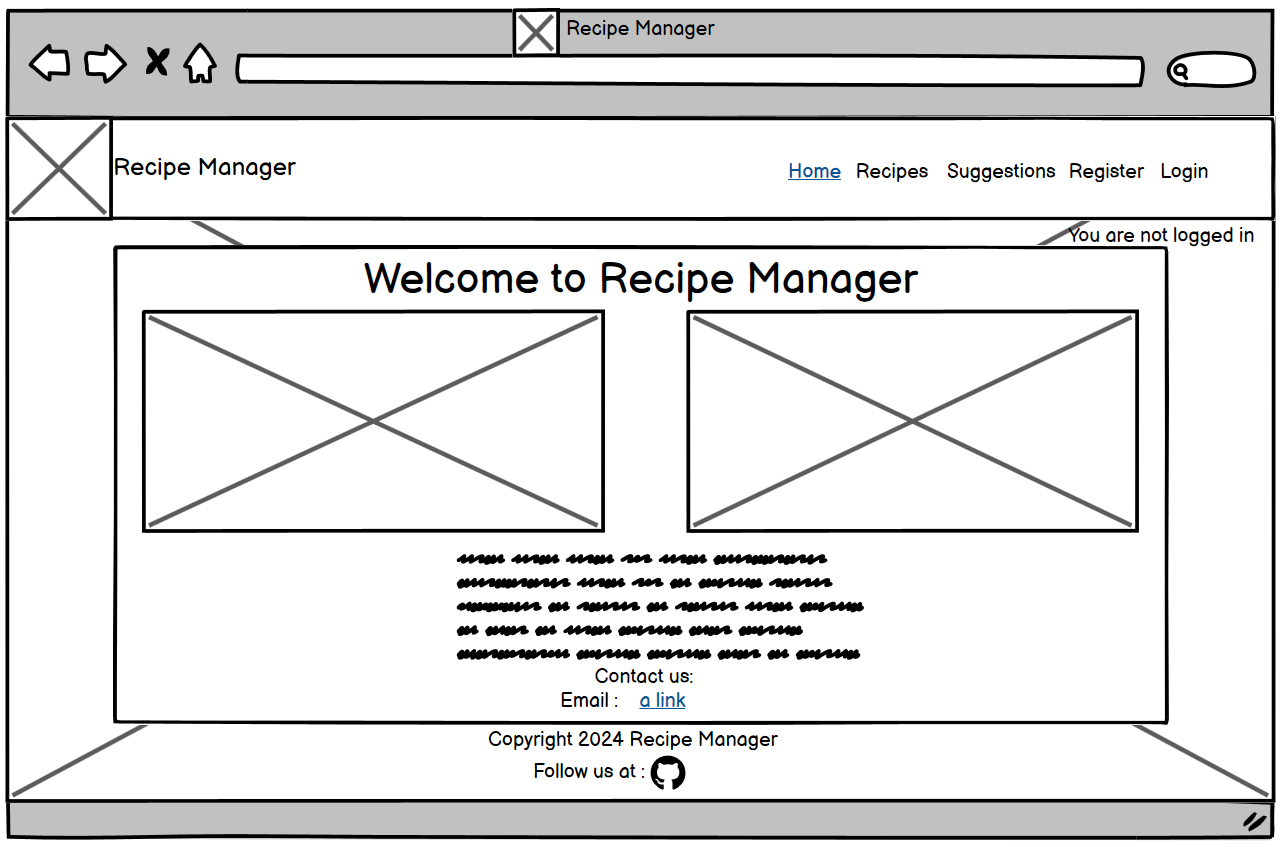 Recipe Manager
Recipe Manager
Home Recipes Suggestions Register Login
You are not logged in
Welcome to Recipe Manager
Contact us:
Email : a link
Copyright 2024 Recipe Manager
Follow us at :